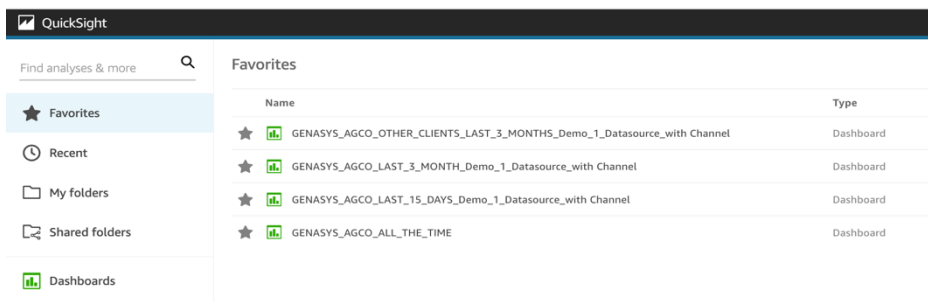 QuickSight
Find analyses & more
Favorites
Recent
My folders
Shared folders
Dashboards
Favorites
Name Type
GENASYS_AGCO_OTHER_CLIENTS_LAST_3_MONTHS_Demo_1_Datasource_with Channel Dashboard
GENASYS_AGCO_LAST_3_MONTH_Demo_1_Datasource_with Channel Dashboard
GENASYS_AGCO_LAST_15_DAYS_Demo_1_Datasource_with Channel Dashboard
GENASYS_AGCO_ALL_THE_TIME Dashboard